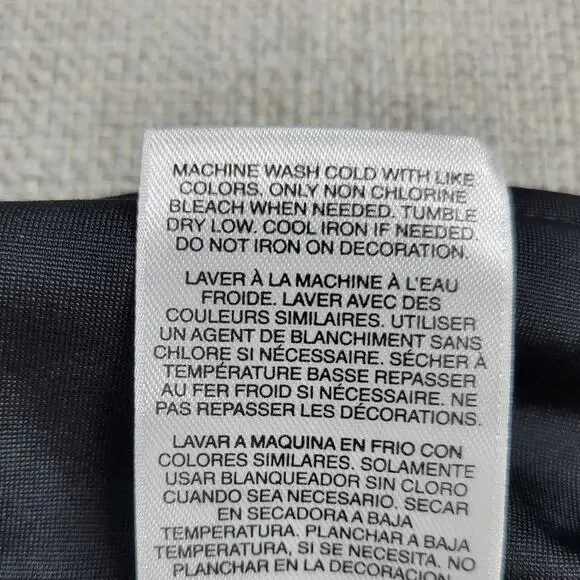 MACHINE WASH COLD WITH LIKE
COLORS. ONLY NON CHLORINE
BLEACH WHEN NEEDED. TUMBLE
DRY LOW. COOL IRON IF NEEDED.
DO NOT IRON ON DECORATION.
LAVER À LA MACHINE À L'EAU
FROIDE. LAVER AVEC DES
COULEURS SIMILAIRES. UTILISER
UN AGENT DE BLANCHIMENT SANS
CHLORE SI NÉCESSAIRE. SÉCHER À
TEMPÉRATURE BASSE REPASSER
AU FER FROID SI NÉCESSAIRE. NE
PAS REPASSER LES DÉCORATIONS.
LAVAR A MAQUINA EN FRIO CON
COLORES SIMILARES. SOLAMENTE
USAR BLANQUEADOR SIN CLORO
CUANDO SEA NECESARIO. SECAR
EN SECADORA A BAJA
TEMPERATURA. PLANCHAR A BAJA
TEMPERATURA, SI SE NECESITA. NO
PLANCHAR EN LA DECORACION